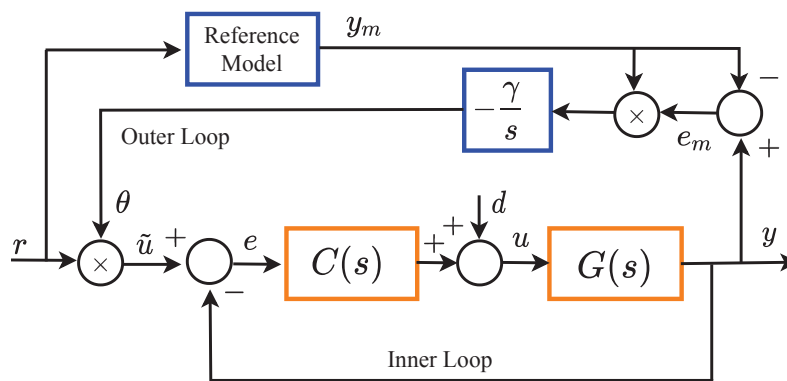 Reference
Model
y_m
−
− γ/s
×
e_m
+
Outer Loop
θ
r
×
ũ
+
−
e
C(s)
+
+
d
u
G(s)
y
Inner Loop